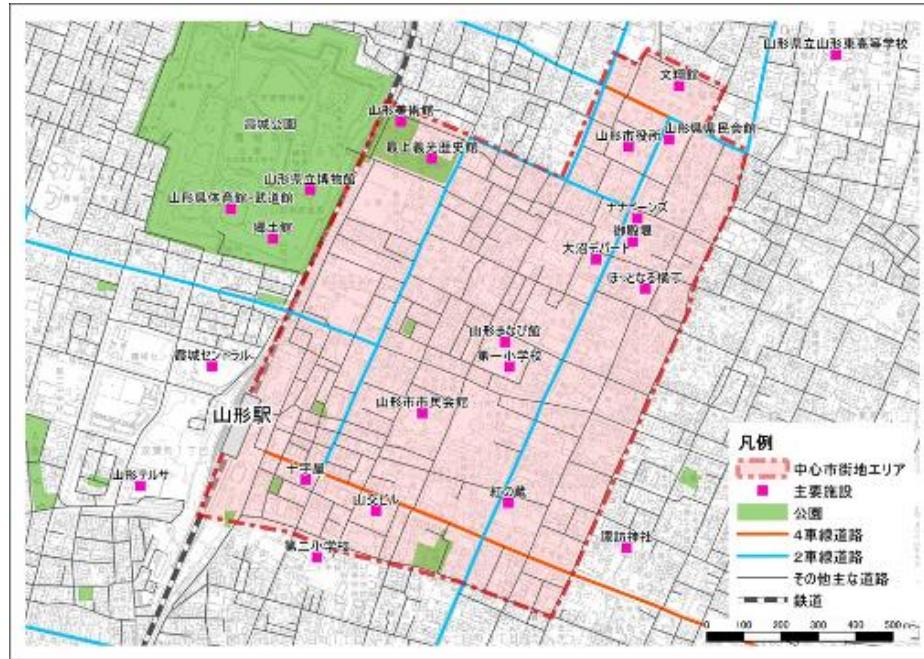 山形県立山形東高等学校
文翔館
山形美術館
山形市役所
山形県県民会館
霞城公園
最上義光歴史館
山形県立博物館
山形県体育館・武道館
郷土館
ナナビーンズ
御殿堰
大沼デパート
ほっとなる横丁
山形まなび館
第一小学校
霞城セントラル
山形市市民会館
山形駅
十字屋
山形テルサ
山交ビル
紅の蔵
第二小学校
諏訪神社
凡例
中心市街地エリア
主要施設
公園
4車線道路
2車線道路
その他主な道路
鉄道
0 100 200 300 400 500